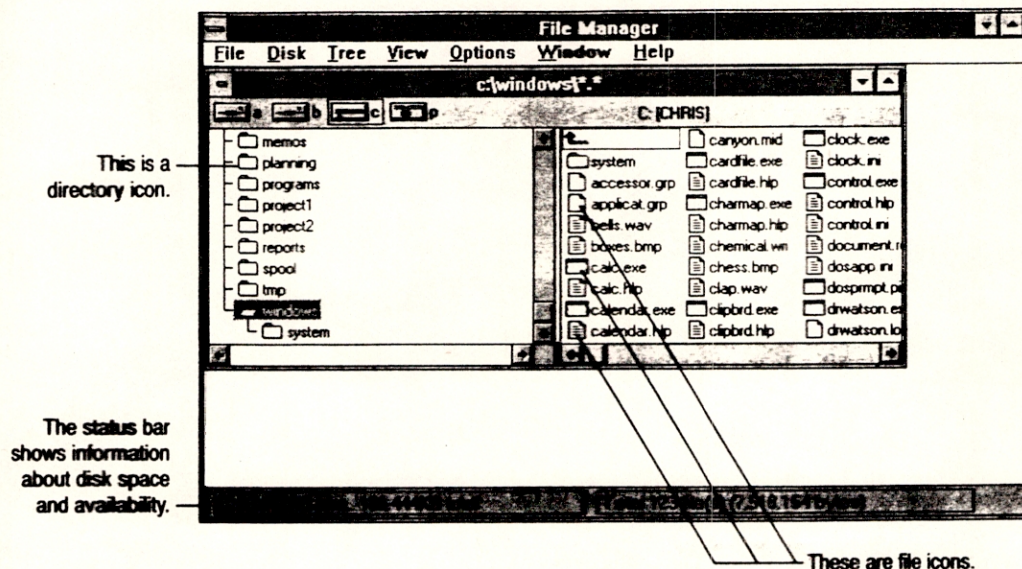 File Manager
File Disk Tree View Options Window Help
c:\windows\*.*
a b c p C: [CHRIS]
memos
planning
programs
project1
project2
reports
spool
tmp
windows
system
system
accessor.grp
applicat.grp
bells.wav
boxes.bmp
calc.exe
calc.hlp
calendar.exe
calendar.hlp
canyon.mid
cardfile.exe
cardfile.hlp
charmap.exe
charmap.hlp
chemical.wri
chess.bmp
clap.wav
clipbrd.exe
clipbrd.hlp
clock.exe
clock.ini
control.exe
control.hlp
control.ini
dosapp.ini
This is a
directory icon.
The status bar
shows information
about disk space
and availability.
These are file icons.